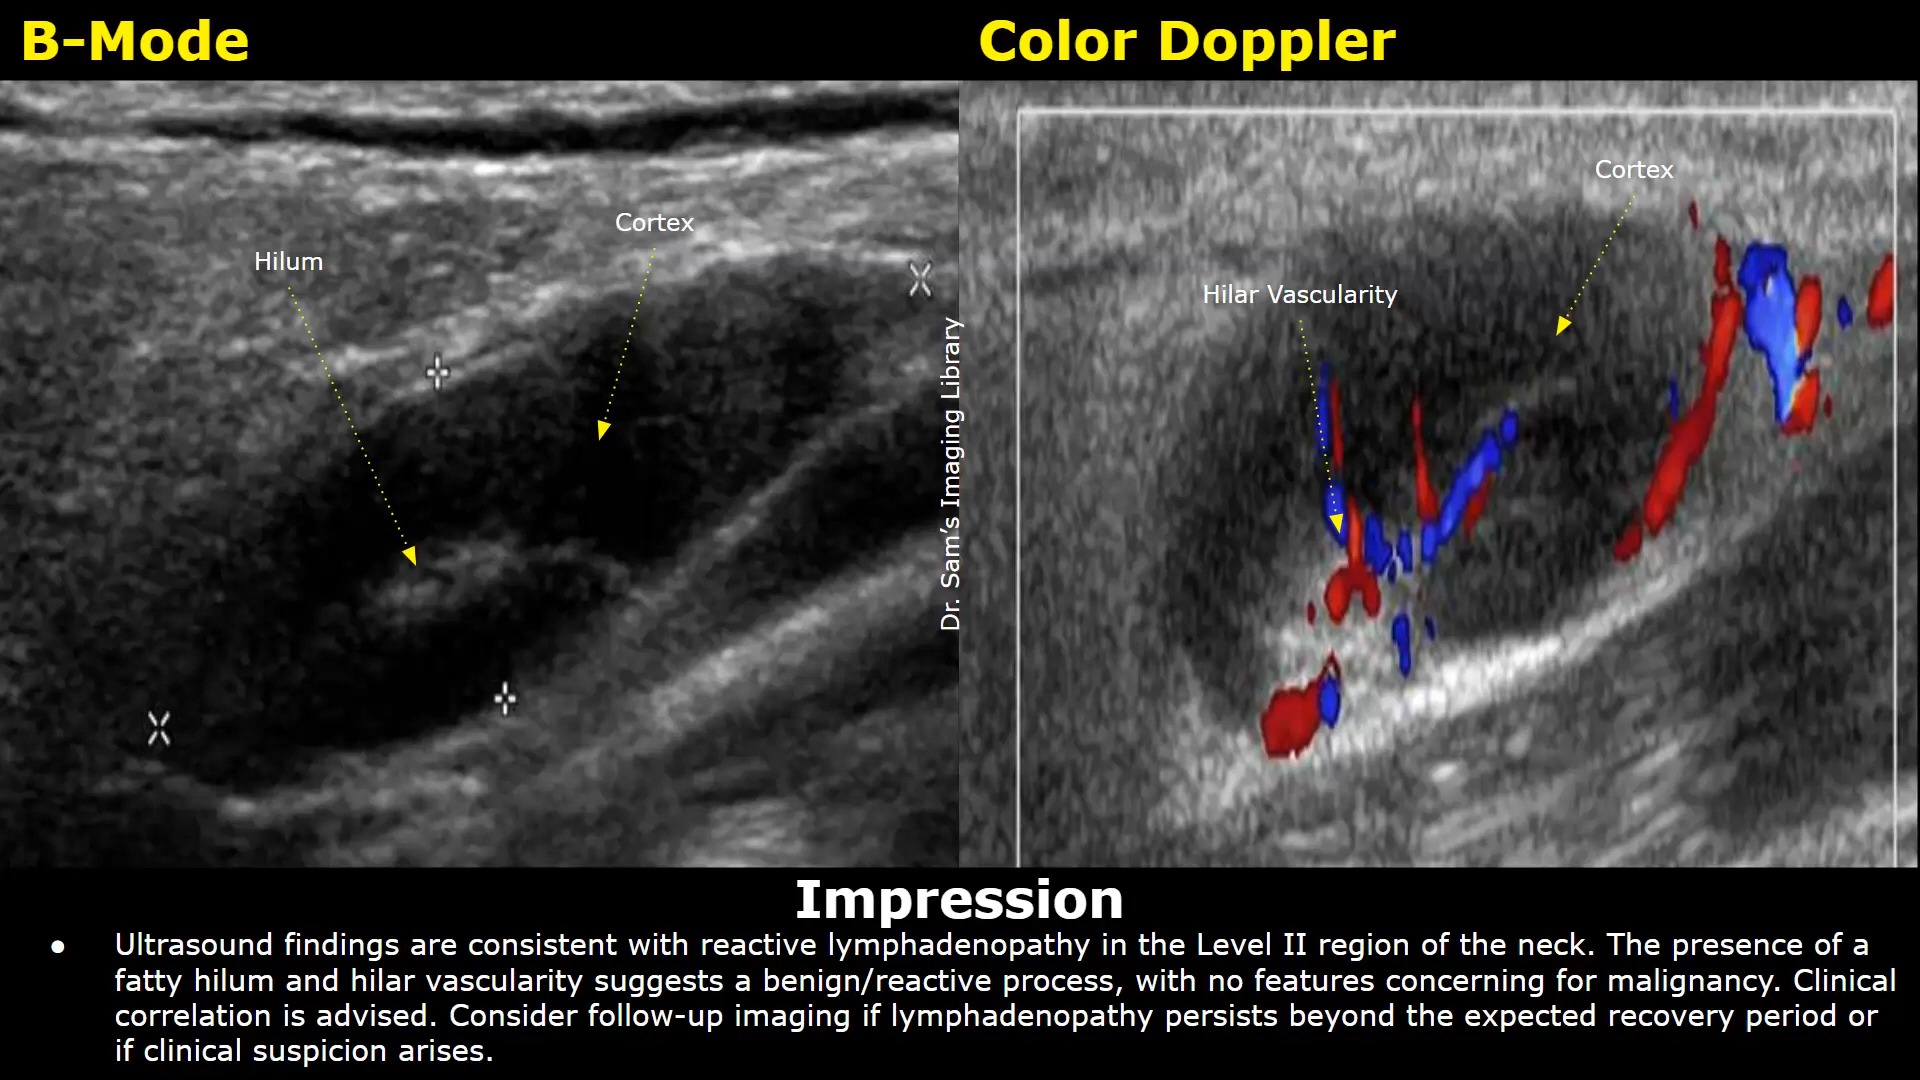 B-Mode
Color Doppler
Hilum
Cortex
Dr. Sam’s Imaging Library
Cortex
Hilar Vascularity
Impression
● Ultrasound findings are consistent with reactive lymphadenopathy in the Level II region of the neck. The presence of a
fatty hilum and hilar vascularity suggests a benign/reactive process, with no features concerning for malignancy. Clinical
correlation is advised. Consider follow-up imaging if lymphadenopathy persists beyond the expected recovery period or
if clinical suspicion arises.